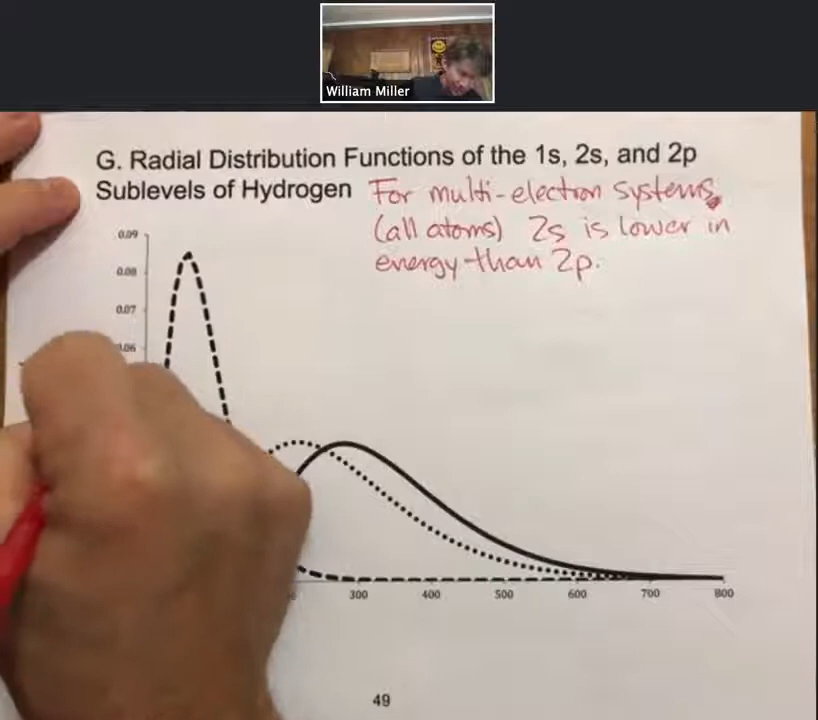 William Miller
G. Radial Distribution Functions of the 1s, 2s, and 2p
Sublevels of Hydrogen For multi-electron systems,
(all atoms) 2s is lower in
energy than 2p.
0.09
0.08
0.07
300 400 500 600 700 800
49